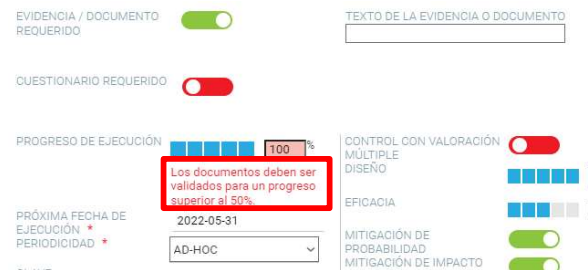 EVIDENCIA / DOCUMENTO
REQUERIDO
TEXTO DE LA EVIDENCIA O DOCUMENTO
CUESTIONARIO REQUERIDO
PROGRESO DE EJECUCIÓN
100 %
Los documentos deben ser
validados para un progreso
superior al 50%.
CONTROL CON VALORACIÓN
MÚLTIPLE
DISEÑO
EFICACIA
PRÓXIMA FECHA DE
EJECUCIÓN *
2022-05-31
PERIODICIDAD *
AD-HOC
MITIGACIÓN DE
PROBABILIDAD
MITIGACIÓN DE IMPACTO